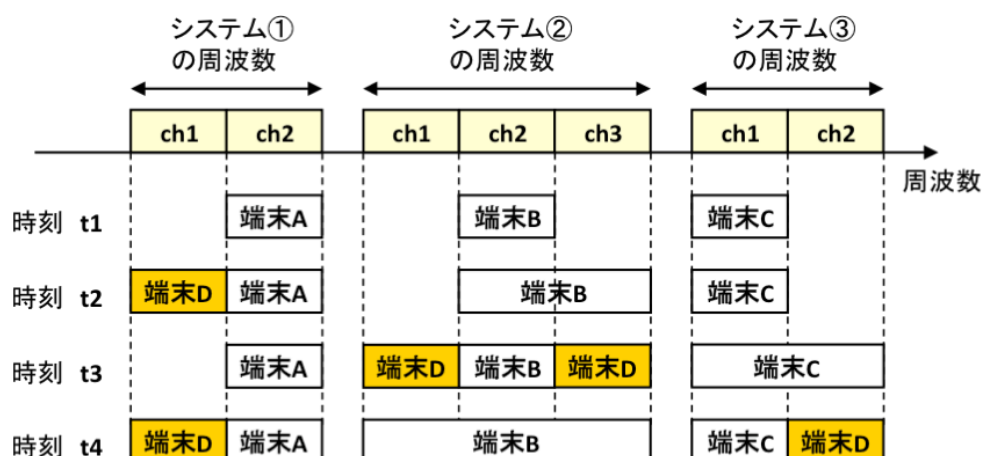 システム① システム② システム③
の周波数 の周波数 の周波数
ch1 ch2 ch1 ch2 ch3 ch1 ch2
周波数
時刻 t1 端末A 端末B 端末C
時刻 t2 端末D 端末A 端末B 端末C
時刻 t3 端末A 端末D 端末B 端末D 端末C
時刻 t4 端末D 端末A 端末B 端末C 端末D